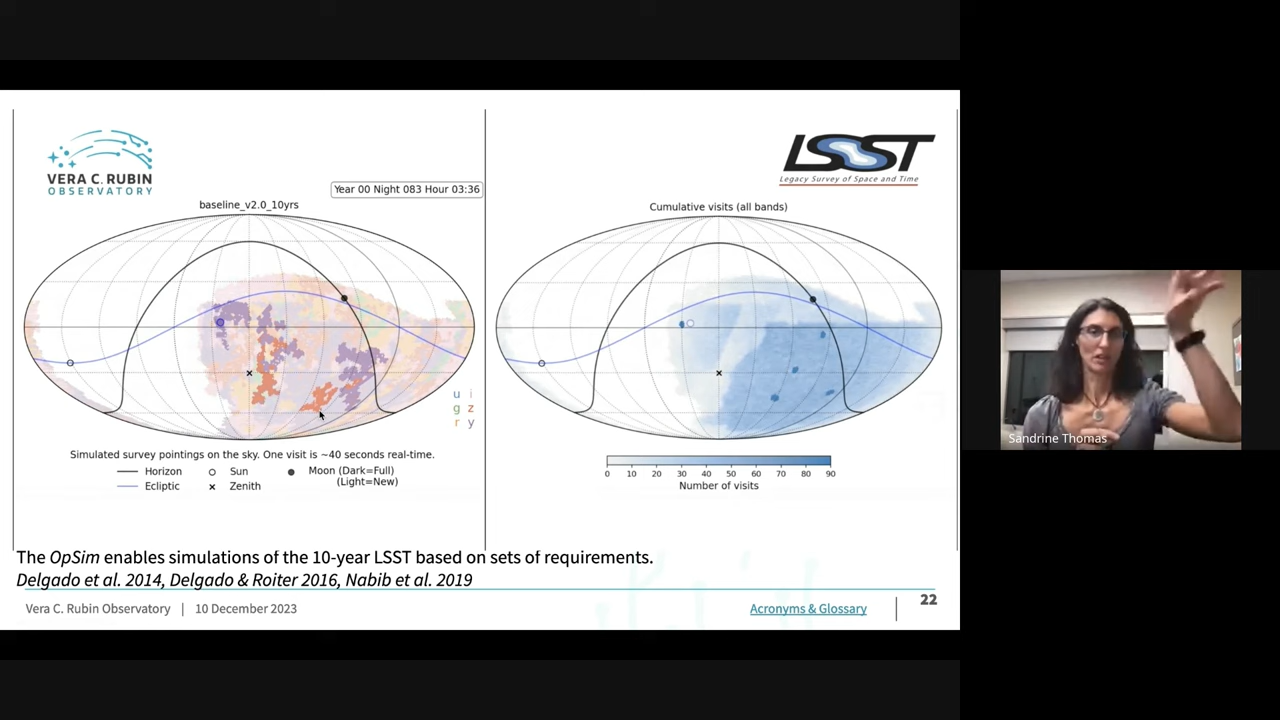 VERA C. RUBIN
OBSERVATORY
LSST
Legacy Survey of Space and Time
Year 00 Night 083 Hour 03:36
baseline_v2.0_10yrs
u i
g z
r y
Simulated survey pointings on the sky. One visit is ~40 seconds real-time.
Horizon
Sun
Moon (Dark=Full)
(Light=New)
Ecliptic
Zenith
Cumulative visits (all bands)
0 10 20 30 40 50 60 70 80 90
Number of visits
The OpSim enables simulations of the 10-year LSST based on sets of requirements.
Delgado et al. 2014, Delgado & Roiter 2016, Nabib et al. 2019
Vera C. Rubin Observatory | 10 December 2023
Acronyms & Glossary
22
Sandrine Thomas